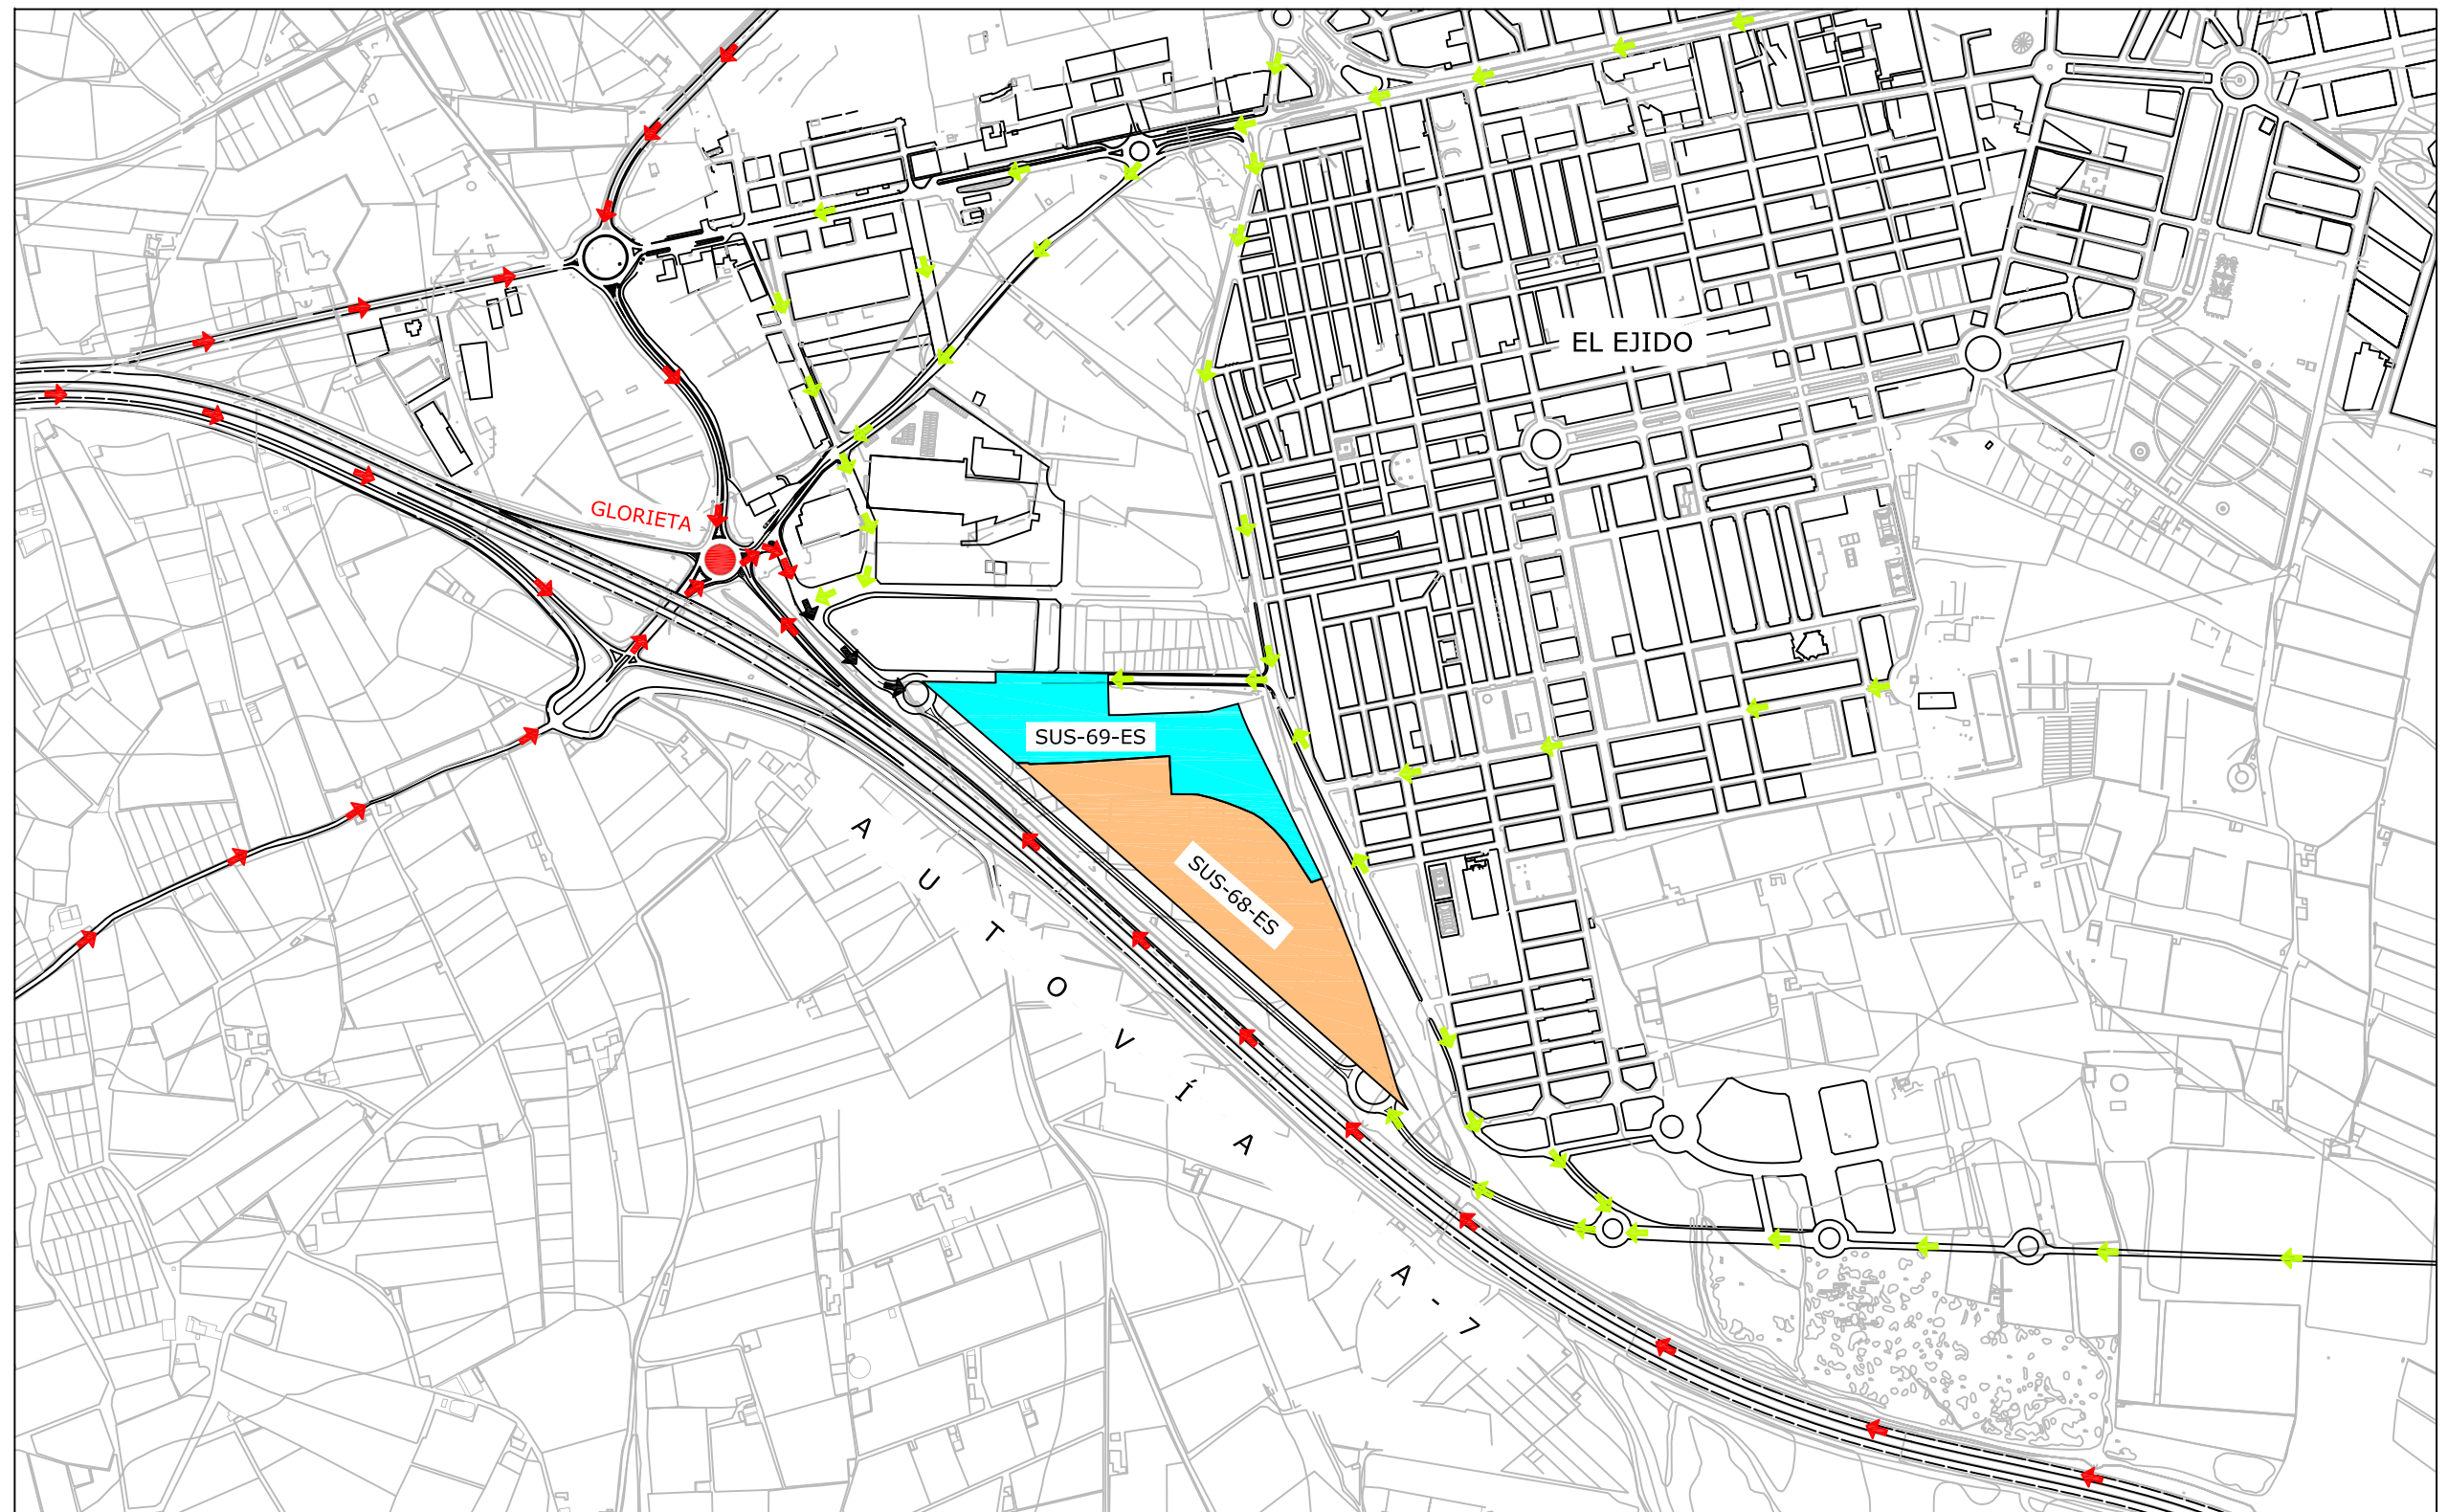 EL EJIDO
GLORIETA
SUS-69-ES
SUS-68-ES
AUTOVÍA A-7